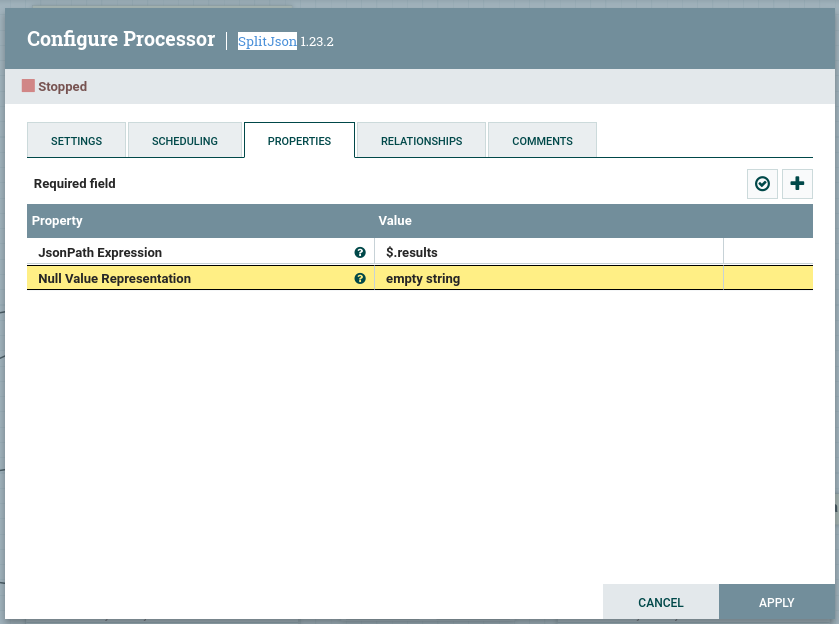 Configure Processor | SplitJson 1.23.2
Stopped
SETTINGS SCHEDULING PROPERTIES RELATIONSHIPS COMMENTS
Required field
Property Value
JsonPath Expression $.results
Null Value Representation empty string
CANCEL APPLY